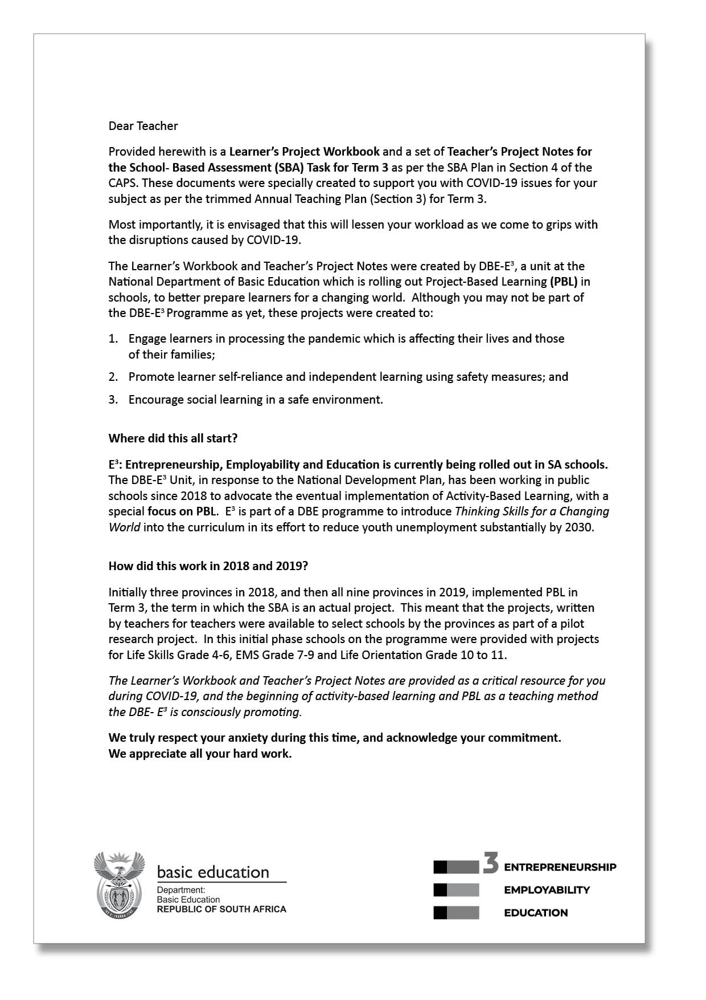 Dear Teacher
Provided herewith is a Learner’s Project Workbook and a set of Teacher’s Project Notes for
the School- Based Assessment (SBA) Task for Term 3 as per the SBA Plan in Section 4 of the
CAPS. These documents were specially created to support you with COVID-19 issues for your
subject as per the trimmed Annual Teaching Plan (Section 3) for Term 3.
Most importantly, it is envisaged that this will lessen your workload as we come to grips with
the disruptions caused by COVID-19.
The Learner’s Workbook and Teacher’s Project Notes were created by DBE-E³, a unit at the
National Department of Basic Education which is rolling out Project-Based Learning (PBL) in
schools, to better prepare learners for a changing world.  Although you may not be part of
the DBE-E³ Programme as yet, these projects were created to:
1. Engage learners in processing the pandemic which is affecting their lives and those
of their families;
2. Promote learner self-reliance and independent learning using safety measures; and
3. Encourage social learning in a safe environment.
Where did this all start?
E³: Entrepreneurship, Employability and Education is currently being rolled out in SA schools.
The DBE-E³ Unit, in response to the National Development Plan, has been working in public
schools since 2018 to advocate the eventual implementation of Activity-Based Learning, with a
special focus on PBL.  E³ is part of a DBE programme to introduce Thinking Skills for a Changing
World into the curriculum in its effort to reduce youth unemployment substantially by 2030.
How did this work in 2018 and 2019?
Initially three provinces in 2018, and then all nine provinces in 2019, implemented PBL in
Term 3, the term in which the SBA is an actual project.  This meant that the projects, written
by teachers for teachers were available to select schools by the provinces as part of a pilot
research project.  In this initial phase schools on the programme were provided with projects
for Life Skills Grade 4-6, EMS Grade 7-9 and Life Orientation Grade 10 to 11.
The Learner’s Workbook and Teacher’s Project Notes are provided as a critical resource for you
during COVID-19, and the beginning of activity-based learning and PBL as a teaching method
the DBE- E³ is consciously promoting.
We truly respect your anxiety during this time, and acknowledge your commitment.
We appreciate all your hard work.
basic education
Department:
Basic Education
REPUBLIC OF SOUTH AFRICA
3 ENTREPRENEURSHIP
EMPLOYABILITY
EDUCATION